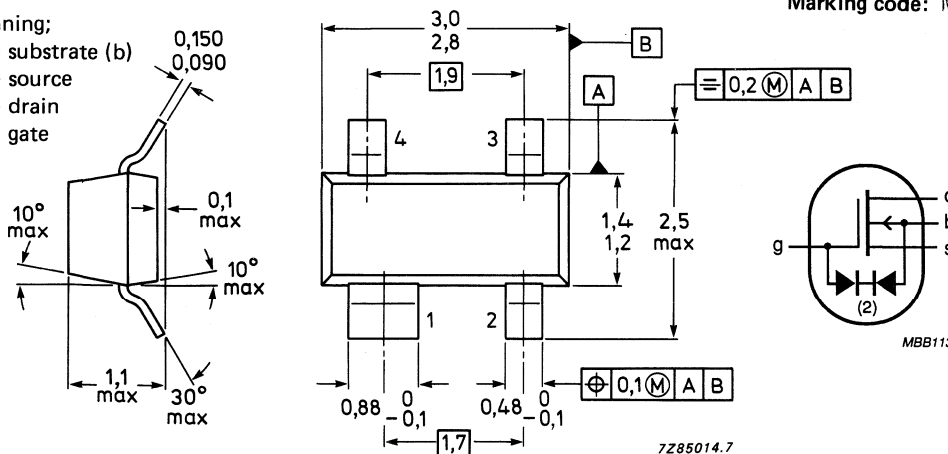 Marking code:
substrate (b)
source
drain
gate
0,150
0,090
3,0
2,8
B
1,9
A
0,2 M A B
4
3
10°
max
0,1
max
10°
max
1,4
1,2
2,5
max
1
2
1,1
max
30°
max
0,88 0 -0,1
0,48 0 -0,1
0,1 M A B
1,7
g
b
(2)
7Z85014.7